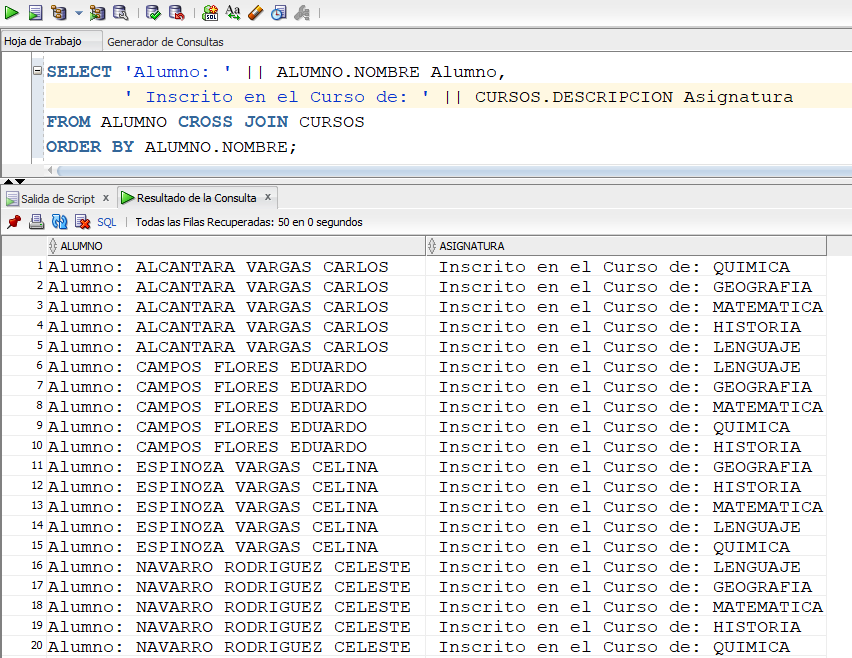 Hoja de Trabajo Generador de Consultas
SELECT 'Alumno: ' || ALUMNO.NOMBRE Alumno,
' Inscrito en el Curso de: ' || CURSOS.DESCRIPCION Asignatura
FROM ALUMNO CROSS JOIN CURSOS
ORDER BY ALUMNO.NOMBRE;
Salida de Script x Resultado de la Consulta x
SQL | Todas las Filas Recuperadas: 50 en 0 segundos
ALUMNO ASIGNATURA
1 Alumno: ALCANTARA VARGAS CARLOS Inscrito en el Curso de: QUIMICA
2 Alumno: ALCANTARA VARGAS CARLOS Inscrito en el Curso de: GEOGRAFIA
3 Alumno: ALCANTARA VARGAS CARLOS Inscrito en el Curso de: MATEMATICA
4 Alumno: ALCANTARA VARGAS CARLOS Inscrito en el Curso de: HISTORIA
5 Alumno: ALCANTARA VARGAS CARLOS Inscrito en el Curso de: LENGUAJE
6 Alumno: CAMPOS FLORES EDUARDO Inscrito en el Curso de: LENGUAJE
7 Alumno: CAMPOS FLORES EDUARDO Inscrito en el Curso de: GEOGRAFIA
8 Alumno: CAMPOS FLORES EDUARDO Inscrito en el Curso de: MATEMATICA
9 Alumno: CAMPOS FLORES EDUARDO Inscrito en el Curso de: QUIMICA
10 Alumno: CAMPOS FLORES EDUARDO Inscrito en el Curso de: HISTORIA
11 Alumno: ESPINOZA VARGAS CELINA Inscrito en el Curso de: GEOGRAFIA
12 Alumno: ESPINOZA VARGAS CELINA Inscrito en el Curso de: HISTORIA
13 Alumno: ESPINOZA VARGAS CELINA Inscrito en el Curso de: MATEMATICA
14 Alumno: ESPINOZA VARGAS CELINA Inscrito en el Curso de: LENGUAJE
15 Alumno: ESPINOZA VARGAS CELINA Inscrito en el Curso de: QUIMICA
16 Alumno: NAVARRO RODRIGUEZ CELESTE Inscrito en el Curso de: LENGUAJE
17 Alumno: NAVARRO RODRIGUEZ CELESTE Inscrito en el Curso de: GEOGRAFIA
18 Alumno: NAVARRO RODRIGUEZ CELESTE Inscrito en el Curso de: MATEMATICA
19 Alumno: NAVARRO RODRIGUEZ CELESTE Inscrito en el Curso de: HISTORIA
20 Alumno: NAVARRO RODRIGUEZ CELESTE Inscrito en el Curso de: QUIMICA